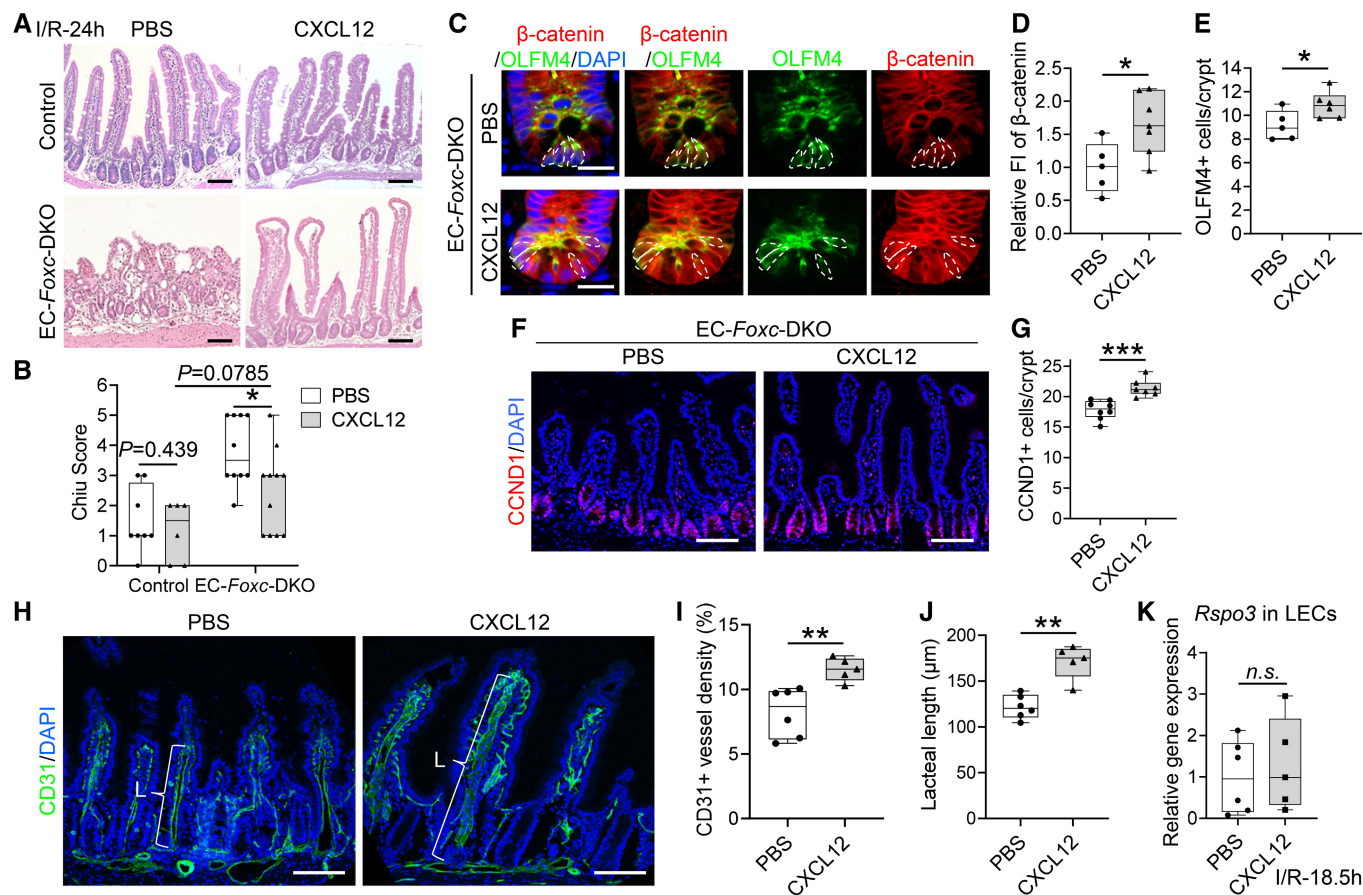 A I/R-24h PBS CXCL12
Control
EC-Foxc-DKO
B
Chiu Score
6
5
4
3
2
1
0
P=0.0785
*
P=0.439
PBS
CXCL12
Control EC-Foxc-DKO
C
β-catenin
/OLFM4/DAPI
β-catenin
/OLFM4
OLFM4
β-catenin
EC-Foxc-DKO
PBS
CXCL12
D
Relative FI of β-catenin
2.5
2.0
1.5
1.0
0.5
0.0
*
PBS
CXCL12
E
OLFM4+ cells/crypt
14
12
10
8
6
4
2
0
*
PBS
CXCL12
F
EC-Foxc-DKO
PBS CXCL12
CCND1/DAPI
G
CCND1+ cells/crypt
25
20
15
10
5
0
***
PBS
CXCL12
H
PBS CXCL12
CD31/DAPI
L
L
I
CD31+ vessel density (%)
15
10
5
0
**
PBS
CXCL12
J
Lacteal length (µm)
200
150
100
50
0
**
PBS
CXCL12
K
Rspo3 in LECs
Relative gene expression
4
3
2
1
0
n.s.
PBS
CXCL12
I/R-18.5h